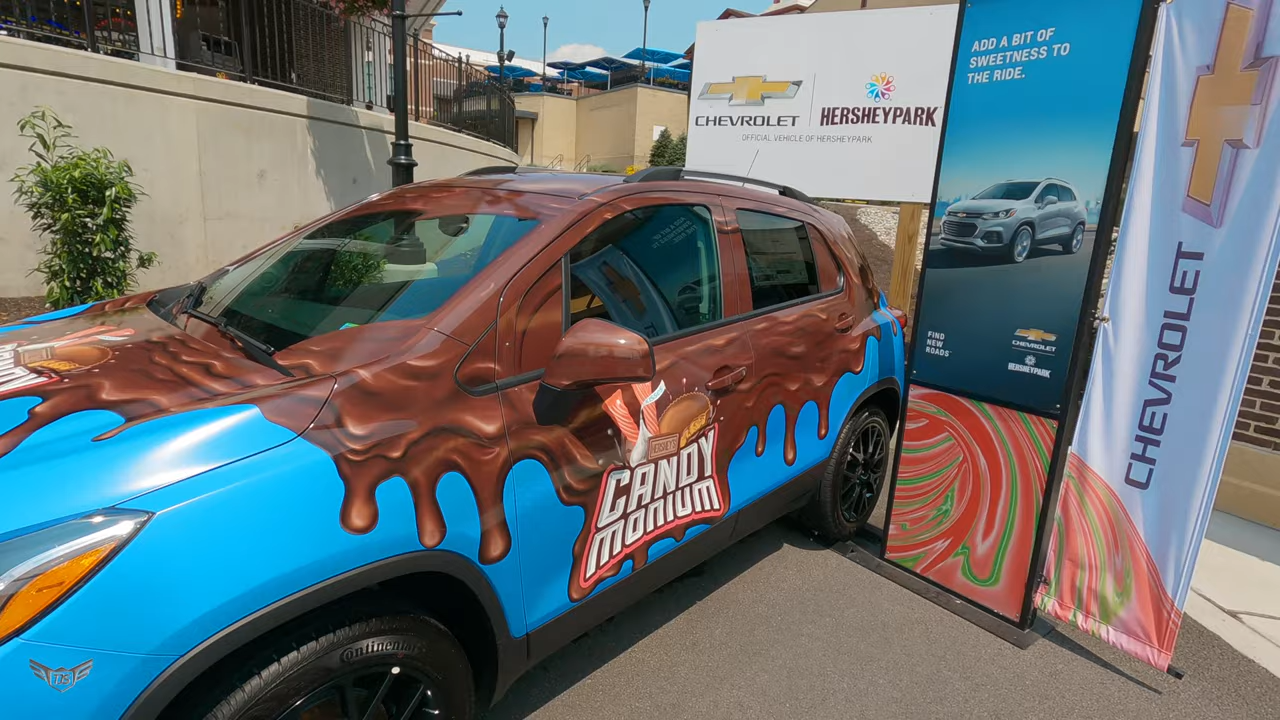 CHEVROLET
HERSHEYPARK
OFFICIAL VEHICLE OF HERSHEYPARK
ADD A BIT OF
SWEETNESS TO
THE RIDE.
FIND
NEW
ROADS
CHEVROLET
HERSHEYPARK
CHEVROLET
HERSHEY'S
CANDY
MONIUM
Continental